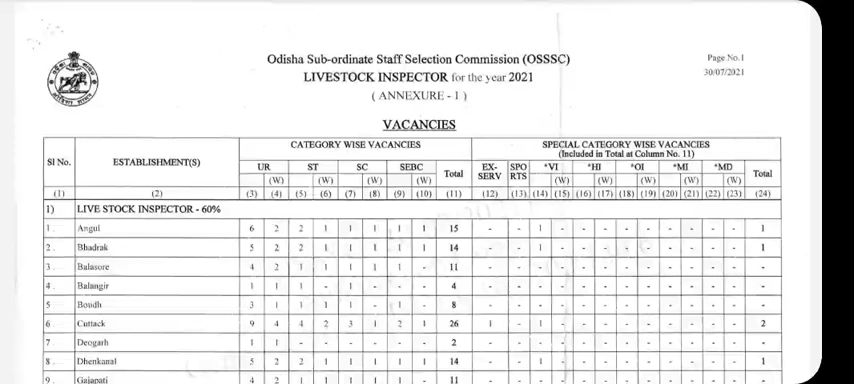 Odisha Sub-ordinate Staff Selection Commission (OSSSC)
Page No.1
LIVESTOCK INSPECTOR for the year 2021
30/07/2021
( ANNEXURE - I )
VACANCIES
Sl No. ESTABLISHMENT(S) CATEGORY WISE VACANCIES SPECIAL CATEGORY WISE VACANCIES
(Included in Total at Column No. 11)
UR ST SC SEBC Total EX-SERV SPORTS *VI *HI *OI *MI *MD Total
(W) (W) (W) (W) (W) (W) (W) (W) (W)
(1) (2) (3) (4) (5) (6) (7) (8) (9) (10) (11) (12) (13) (14) (15) (16) (17) (18) (19) (20) (21) (22) (23) (24)
1) LIVE STOCK INSPECTOR - 60%
1. Angul 6 2 2 1 1 1 1 1 15 - - 1 - - - - - - - - - 1
2. Bhadrak 5 2 2 1 1 1 1 1 14 - - 1 - - - - - - - - - 1
3. Balasore 4 2 1 1 1 1 1 - 11 - - - - - - - - - - - - -
4. Balangir 1 1 1 - 1 - - - 4 - - - - - - - - - - - - -
5 Boudh 3 1 1 1 1 - 1 - 8 - - - - - - - - - - - - -
6 Cuttack 9 4 4 2 3 1 2 1 26 1 - 1 - - - - - - - - - 2
7 Deogarh 1 1 - - - - - - 2 - - - - - - - - - - - - -
8. Dhenkanal 5 2 2 1 1 1 1 1 14 - - 1 - - - - - - - - - 1
9. Gajapati 4 2 1 1 1 1 1 - 11 - - - - - - - - - - - - -